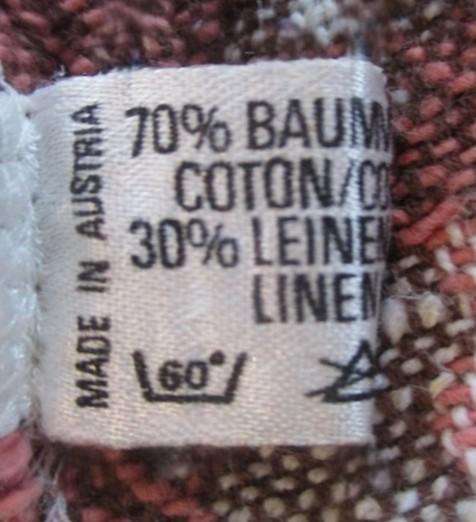 MADE IN AUSTRIA
70% BAUM
COTON/CO
30% LEINE
LINEN
60°